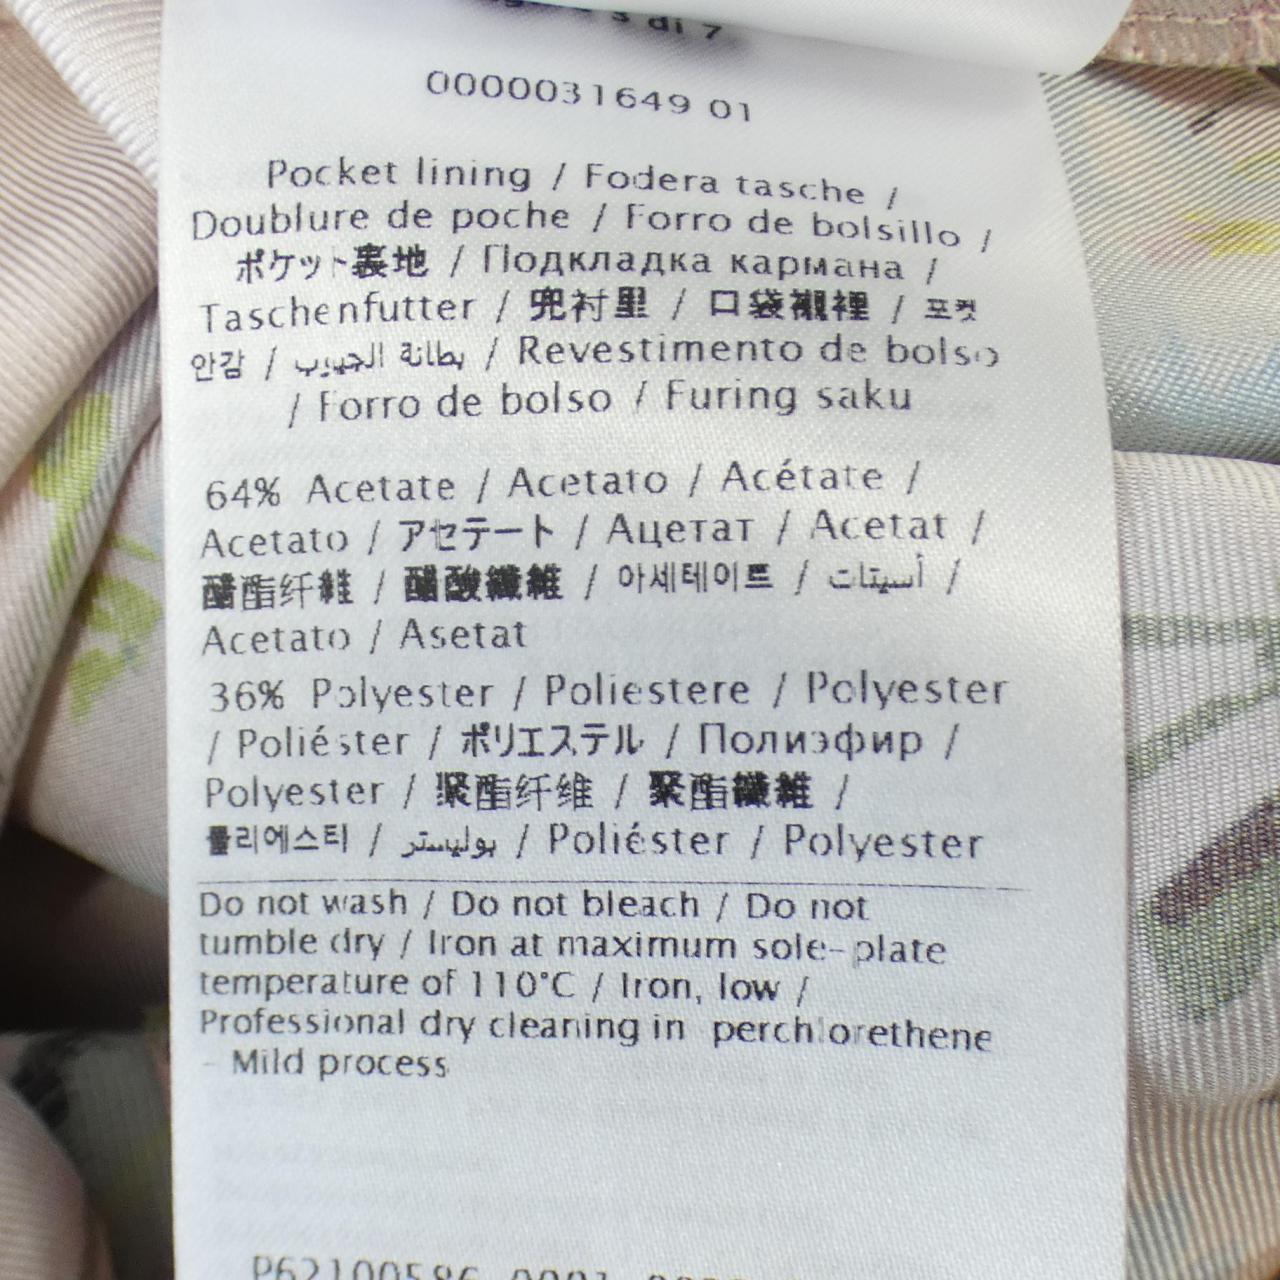 di 7
0000031649 01
Pocket lining / Fodera tasche /
Doublure de poche / Forro de bolsillo /
ポケット裏地 / Подкладка кармана /
Taschenfutter / 兜衬里 / 口袋襯裡 / 포켓
안감 / بطانة الجيوب / Revestimento de bolso
/ Forro de bolso / Furing saku
64% Acetate / Acetato / Acétate /
Acetato / アセテート / Ацетат / Acetat /
醋酯纤维 / 醋酸纖維 / 아세테이트 / أسيتات /
Acetato / Asetat
36% Polyester / Poliestere / Polyester
/ Poliéster / ポリエステル / Полиэфир /
Polyester / 聚酯纤维 / 聚酯纖維 /
폴리에스터 / بوليستر / Poliéster / Polyester
Do not wash / Do not bleach / Do not
tumble dry / Iron at maximum sole-plate
temperature of 110°C / Iron, low /
Professional dry cleaning in perchlorethene
- Mild process
P62100586 0001